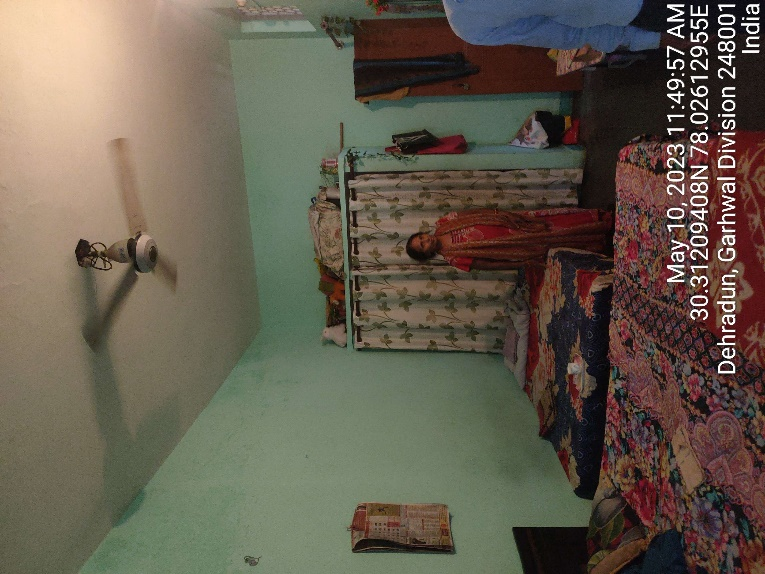 May 10, 2023 11:49:57 AM
30.31209408N 78.02612955E
Dehradun, Garhwal Division 248001
India